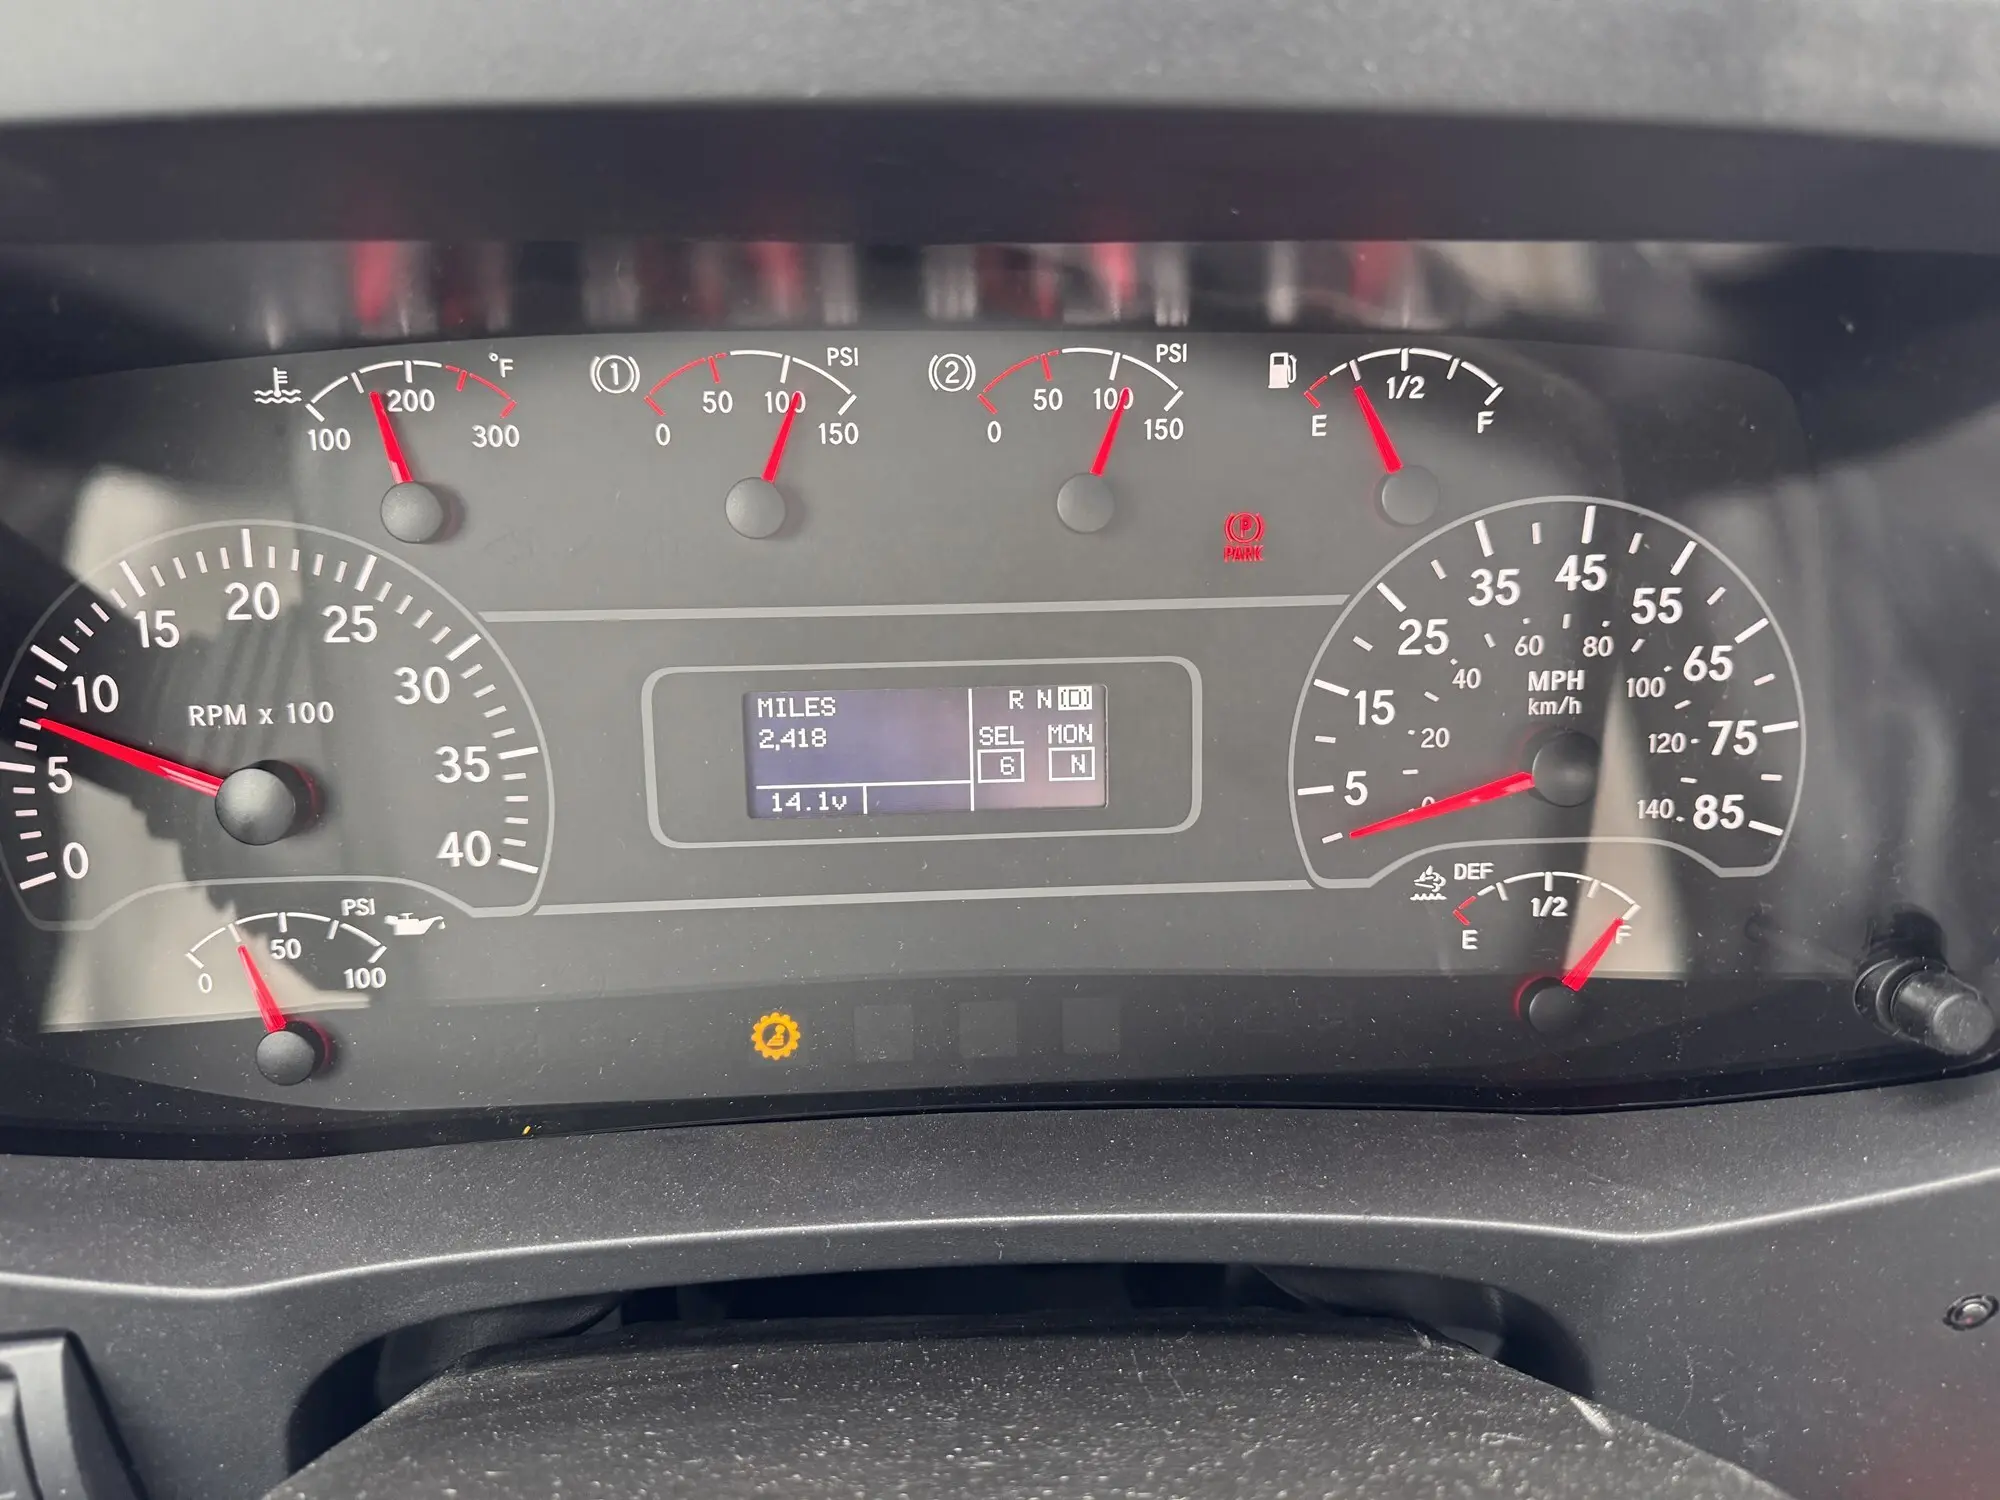 °F
100 200 300
1
PSI
0 50 100 150
2
PSI
0 50 100 150
E 1/2 F
P
PARK
0 5 10 15 20 25 30 35 40
RPM x 100
MILES
2,418
14.1v
R N (D)
SEL MON
6 N
5 15 25 35 45 55 65 75 85
MPH
km/h
0 20 40 60 80 100 120 140
PSI
0 50 100
DEF
E 1/2 F